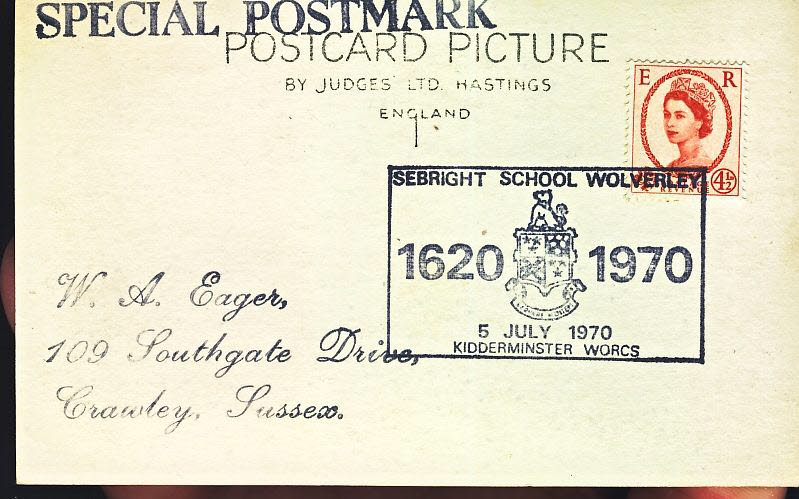 SPECIAL POSTMARK
POSTCARD PICTURE
BY JUDGES' LTD. HASTINGS
ENGLAND
E R
REVENUE
4½
SEBRIGHT SCHOOL WOLVERLEY
1620 1970
5 JULY 1970
KIDDERMINSTER WORCS
W. A. Eager,
109 Southgate Drive,
Crawley, Sussex.